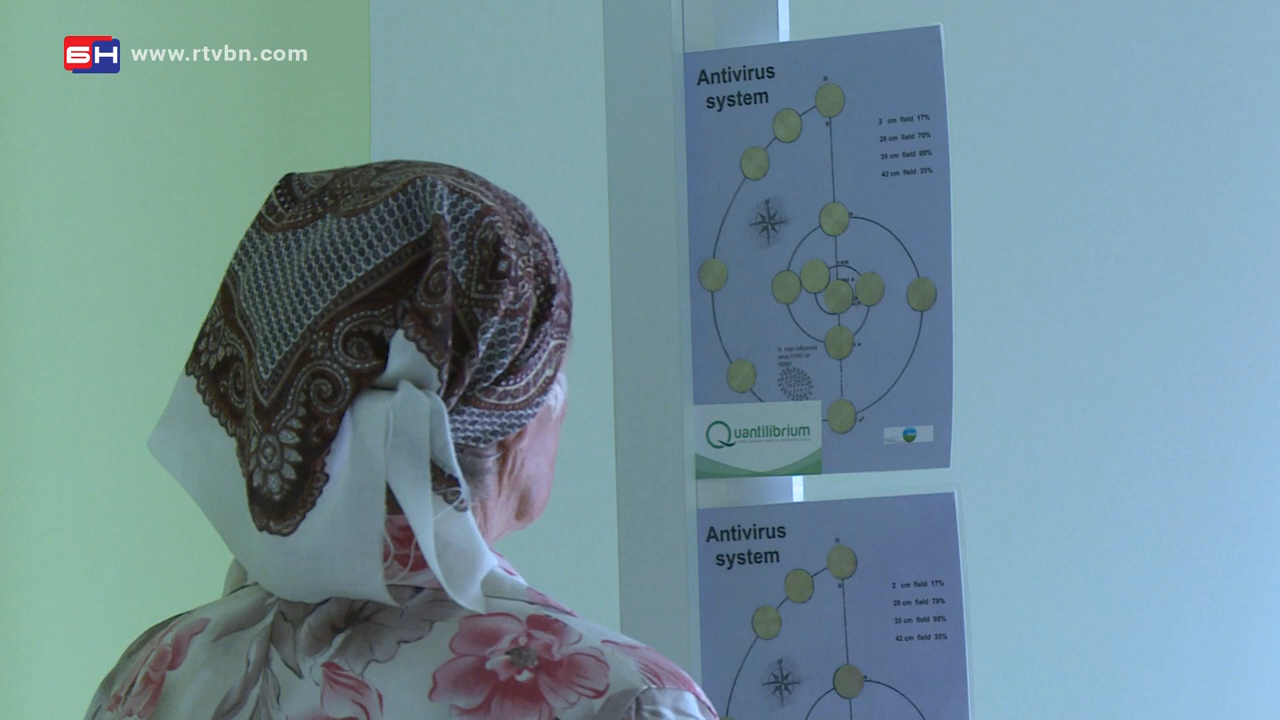 БН www.rtvbn.com
Antivirus
system
2 cm field 17%
28 cm field 78%
35 cm field 98%
42 cm field 35%
Quantilibrium
Antivirus
system
2 cm field 17%
28 cm field 78%
35 cm field 98%
42 cm field 35%